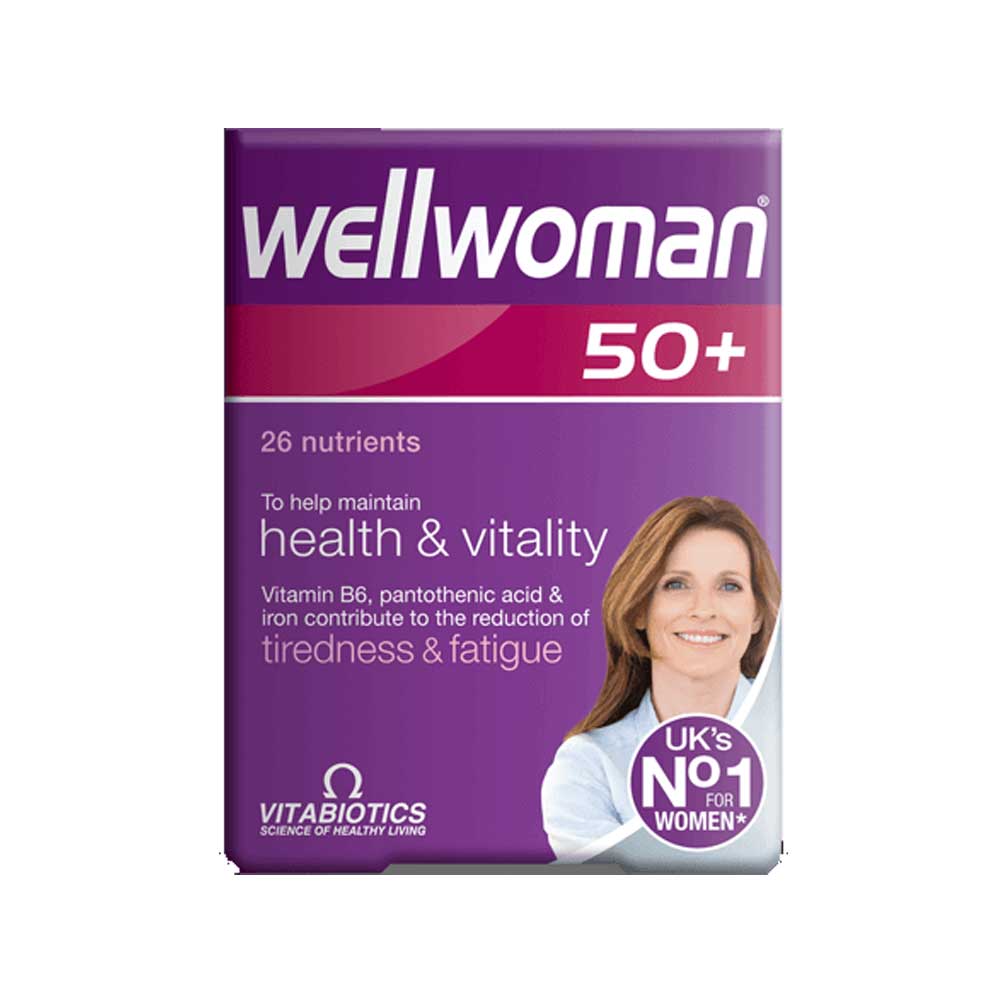 wellwoman®
50+
26 nutrients
To help maintain
health & vitality
Vitamin B6, pantothenic acid &
iron contribute to the reduction of
tiredness & fatigue
VITABIOTICS
SCIENCE OF HEALTHY LIVING
UK's
Nº1
FOR
WOMEN*